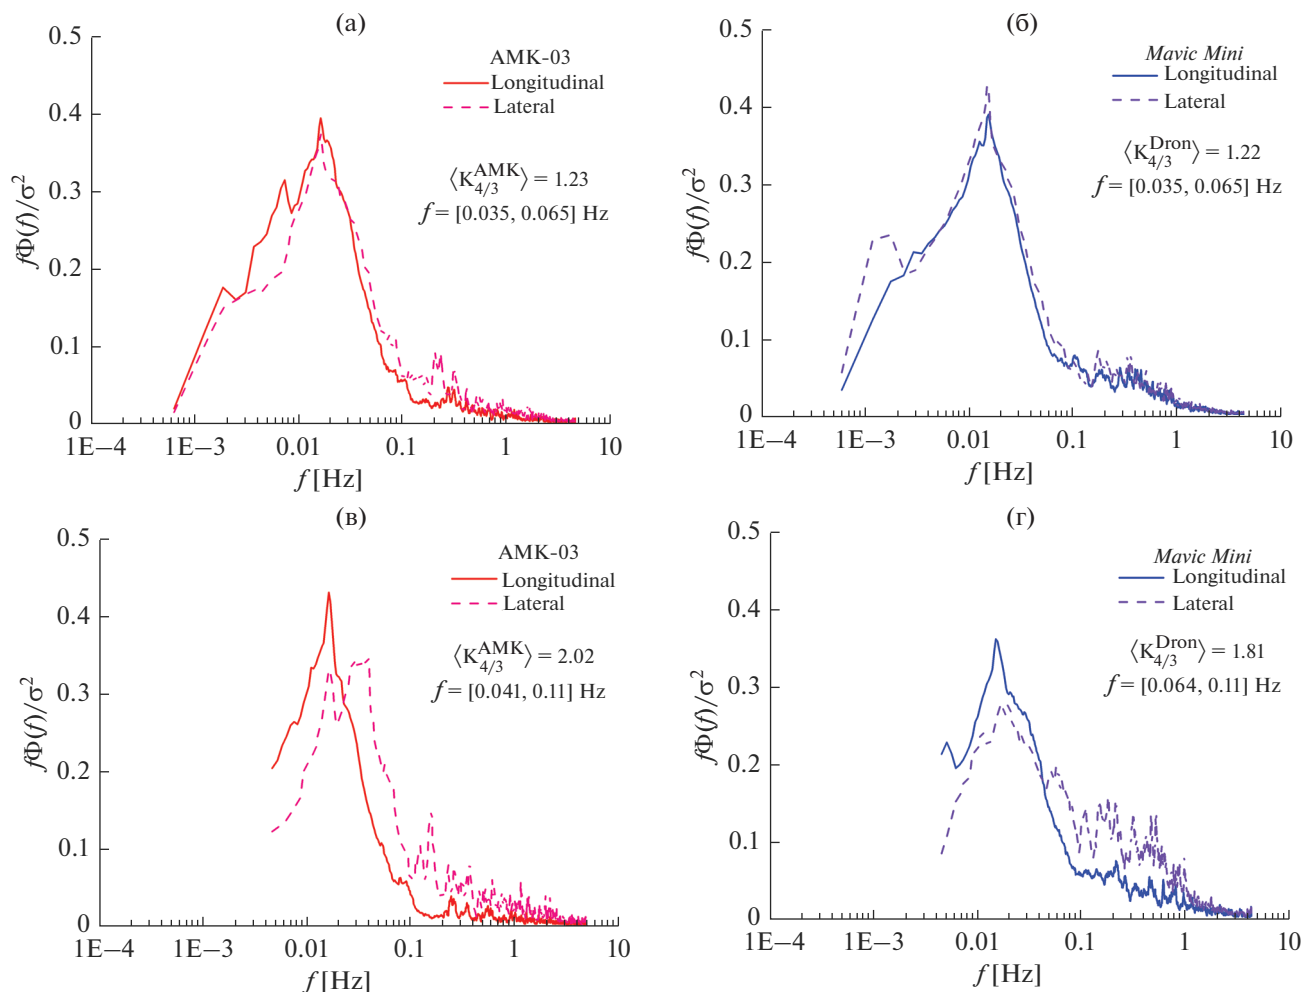 (а)
0.5
0.4
0.3
0.2
0.1
0
fΦ(f)/σ²
AMK-03
Longitudinal
Lateral
⟨K₄/₃ᴬᴹᴷ⟩ = 1.23
f = [0.035, 0.065] Hz
1E−4 1E−3 0.01 0.1 1 10
f [Hz]
(б)
0.5
0.4
0.3
0.2
0.1
0
fΦ(f)/σ²
Mavic Mini
Longitudinal
Lateral
⟨K₄/₃ᴰʳᵒⁿ⟩ = 1.22
f = [0.035, 0.065] Hz
1E−4 1E−3 0.01 0.1 1 10
f [Hz]
(в)
0.5
0.4
0.3
0.2
0.1
0
fΦ(f)/σ²
AMK-03
Longitudinal
Lateral
⟨K₄/₃ᴬᴹᴷ⟩ = 2.02
f = [0.041, 0.11] Hz
1E−4 1E−3 0.01 0.1 1 10
f [Hz]
(г)
0.5
0.4
0.3
0.2
0.1
0
fΦ(f)/σ²
Mavic Mini
Longitudinal
Lateral
⟨K₄/₃ᴰʳᵒⁿ⟩ = 1.81
f = [0.064, 0.11] Hz
1E−4 1E−3 0.01 0.1 1 10
f [Hz]